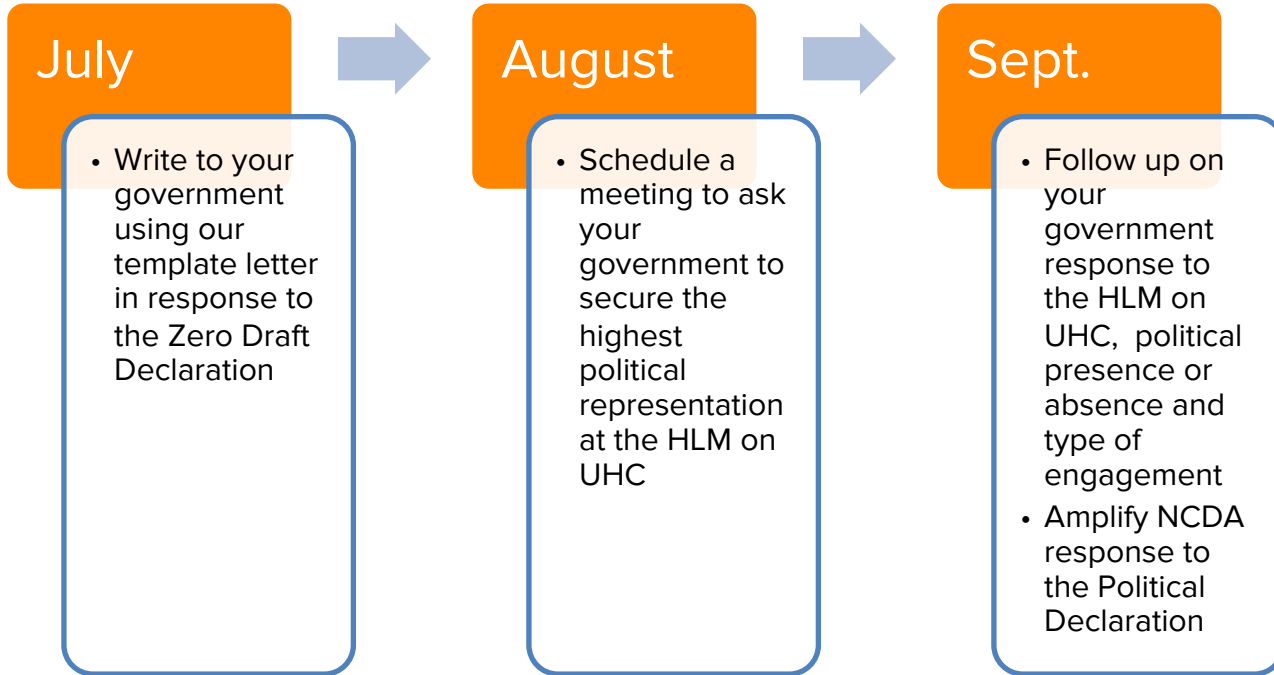 July
• Write to your
government
using our
template letter
in response to
the Zero Draft
Declaration
August
• Schedule a
meeting to ask
your
government to
secure the
highest
political
representation
at the HLM on
UHC
Sept.
• Follow up on
your
government
response to
the HLM on
UHC, political
presence or
absence and
type of
engagement
• Amplify NCDA
response to
the Political
Declaration